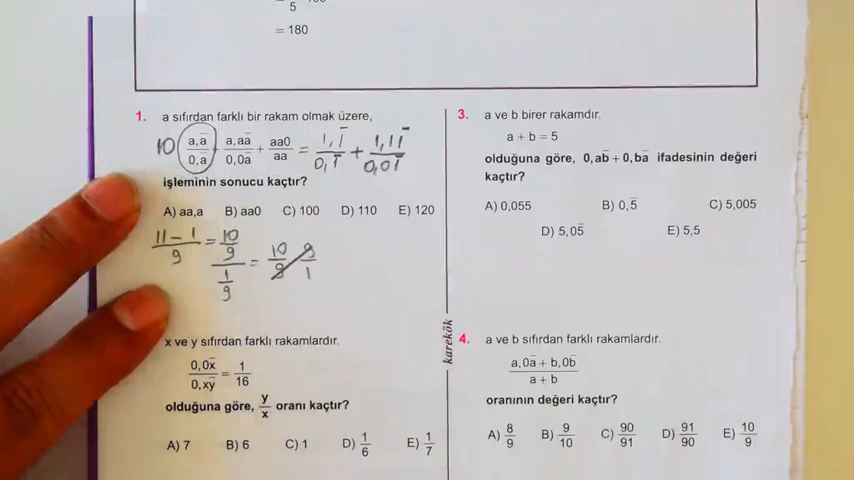 5
= 180
1. a sıfırdan farklı bir rakam olmak üzere,
10 a,a̅/0,a̅ + a,aa̅/0,0a̅ + aa0/aa = 1,1̅/0,1̅ + 1,11̅/0,01̅
işleminin sonucu kaçtır?
A) aa,a B) aa0 C) 100 D) 110 E) 120
11-1/9 = 10/9 / 1/9 = 10/9 9/1
x ve y sıfırdan farklı rakamlardır.
0,0x̅/0,xy̅ = 1/16
olduğuna göre, y/x oranı kaçtır?
A) 7 B) 6 C) 1 D) 1/6 E) 1/7
karekök
3. a ve b birer rakamdır.
a + b = 5
olduğuna göre, 0,ab̅ + 0,ba̅ ifadesinin değeri
kaçtır?
A) 0,055 B) 0,5̅ C) 5,005
D) 5,05̅ E) 5,5
4. a ve b sıfırdan farklı rakamlardır.
a,0a̅ + b,0b̅/a + b
oranının değeri kaçtır?
A) 8/9 B) 9/10 C) 90/91 D) 91/90 E) 10/9